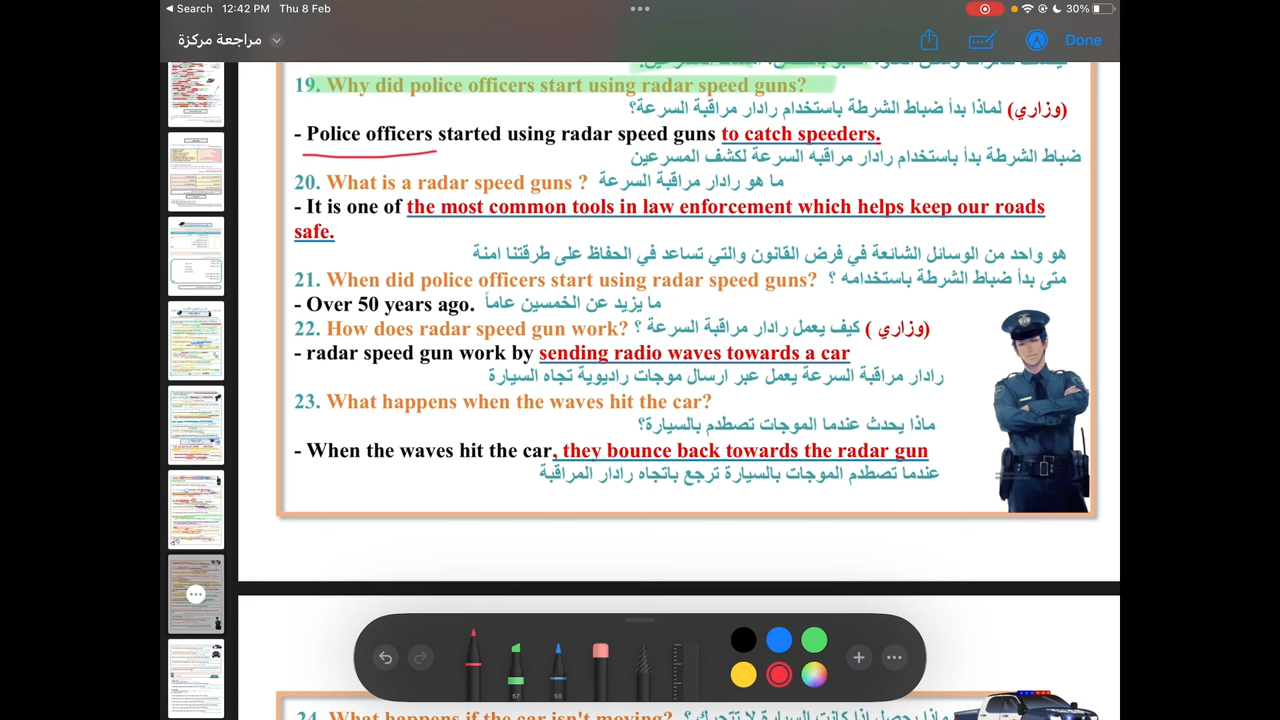 Search 12:42 PM Thu 8 Feb
30%
مراجعة مركزة
Done
19. Why did police officers start using radar speed guns?
(وزاري) لماذا بدأ ضباط الشرطة باستخدام رادار مراقبة السرعة؟
- Police officers started using radar speed guns to catch speeders.
ضباط الشرطة بدأ باستخدام رادار مراقبه السرعة لكشف المسرعين
20. What is a radar speed guns ? ما هو رادار مراقبة السرعة
- It is one of the most common tools in law enforcement which helps keep our roads
safe.
هو واحد من الوسائل الشائعة في فرض القانون والتي تساعد في الحفاظ على طرقتنا امنة
21. When did police officers start using radar speed guns? متى بدأ ضباط الشرطة باستخدامه ؟
- Over 50 years ago. ما يزيد عن الخمسين عاماً
22. How does radar speed gun work? كيف يعمل رادار مراقبة السرعة ؟ (وزاري )
- radar speed gun work by sending radio waves towards a car
رادار مراقبة السرعة يعمل عبر ارسال موجات راديوية تجاه السيارة
23. What happens when the waves hit the car?
ماذا يحدث عندما الموجات تصطدم بالسيارة؟
- When the waves hit the car, they bounce back towards the radar gun
عندما تصطدم الموجات بالسيارة ترجع باتجاه رادار المراقبة
57
24. What happens if the car isn't moving?